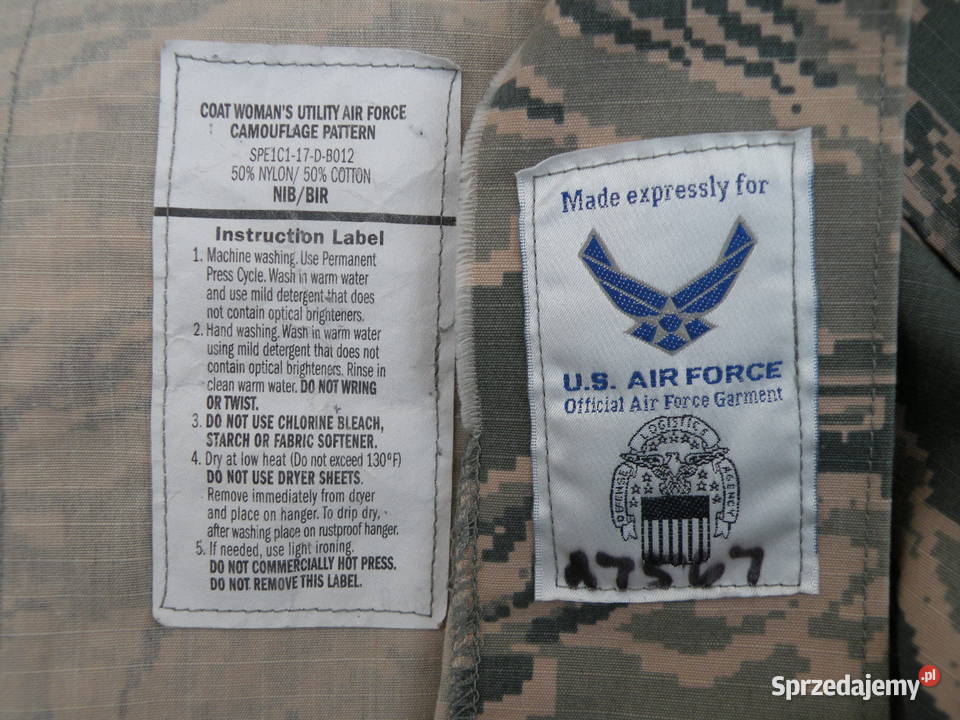 COAT WOMAN'S UTILITY AIR FORCE
CAMOUFLAGE PATTERN
SPE1C1-17-D-B012
50% NYLON/ 50% COTTON
NIB/BIR
Instruction Label
1. Machine washing. Use Permanent
Press Cycle. Wash in warm water
and use mild detergent that does
not contain optical brighteners.
2. Hand washing. Wash in warm water
using mild detergent that does not
contain optical brighteners. Rinse in
clean warm water. DO NOT WRING
OR TWIST.
3. DO NOT USE CHLORINE BLEACH,
STARCH OR FABRIC SOFTENER.
4. Dry at low heat (Do not exceed 130ºF)
DO NOT USE DRYER SHEETS.
Remove immediately from dryer
and place on hanger. To drip dry,
after washing place on rustproof hanger.
5. If needed, use light ironing.
DO NOT COMMERCIALLY HOT PRESS.
DO NOT REMOVE THIS LABEL.
Made expressly for
U.S. AIR FORCE
Official Air Force Garment
DEFENSE LOGISTICS AGENCY
A7567
Sprzedajemy.pl